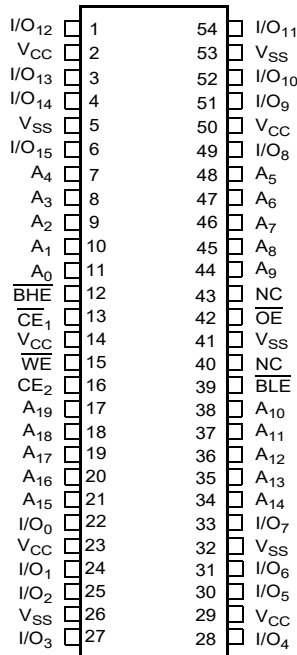 I/O12 1 54 I/O11
VCC 2 53 VSS
I/O13 3 52 I/O10
I/O14 4 51 I/O9
VSS 5 50 VCC
I/O15 6 49 I/O8
A4 7 48 A5
A3 8 47 A6
A2 9 46 A7
A1 10 45 A8
A0 11 44 A9
BHE 12 43 NC
CE1 13 42 OE
VCC 14 41 VSS
WE 15 40 NC
CE2 16 39 BLE
A19 17 38 A10
A18 18 37 A11
A17 19 36 A12
A16 20 35 A13
A15 21 34 A14
I/O0 22 33 I/O7
VCC 23 32 VSS
I/O1 24 31 I/O6
I/O2 25 30 I/O5
VSS 26 29 VCC
I/O3 27 28 I/O4